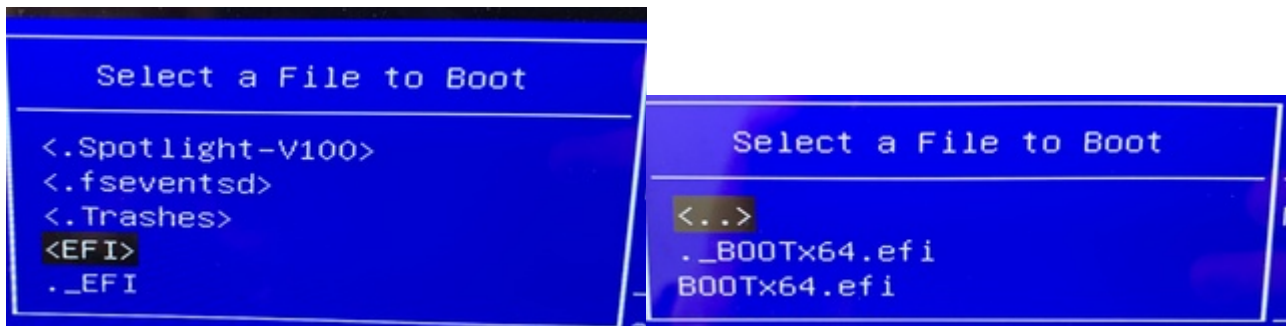 Select a File to Boot
<.Spotlight-V100>
<.fseventsd>
<.Trashes>
<EFI>
._EFI
Select a File to Boot
<..>
._BOOTx64.efi
BOOTx64.efi